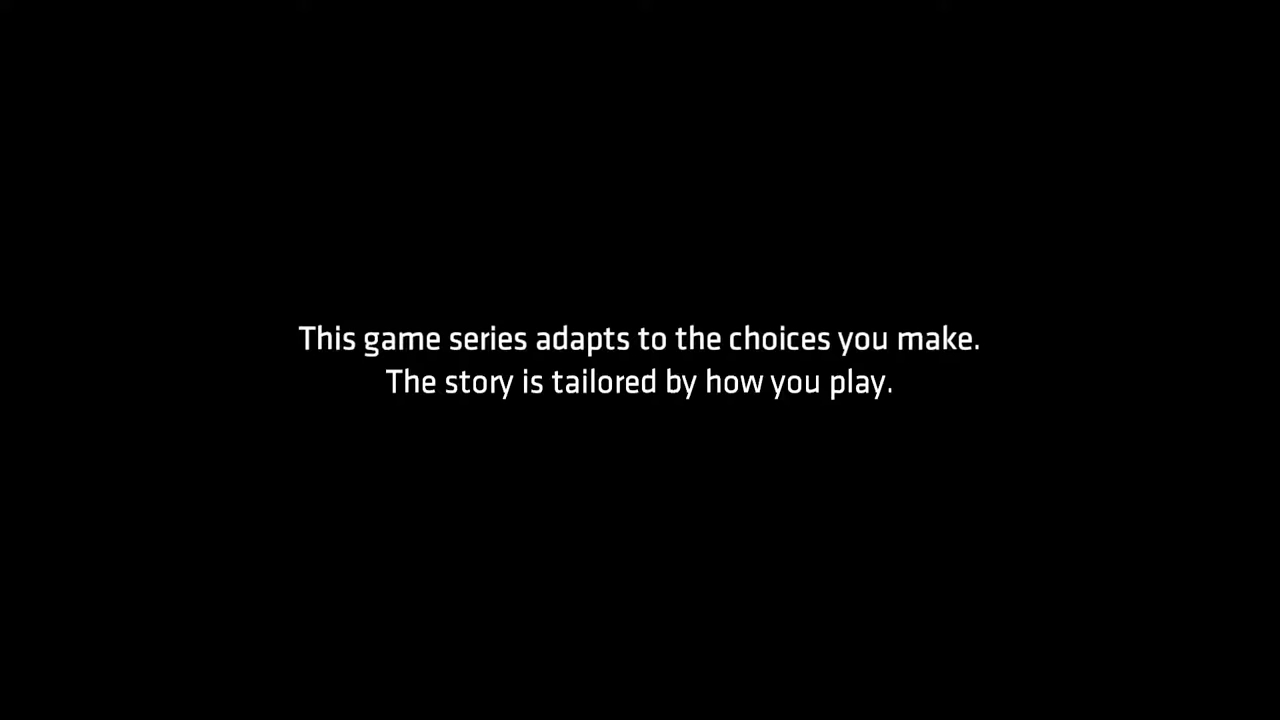 This game series adapts to the choices you make.
The story is tailored by how you play.